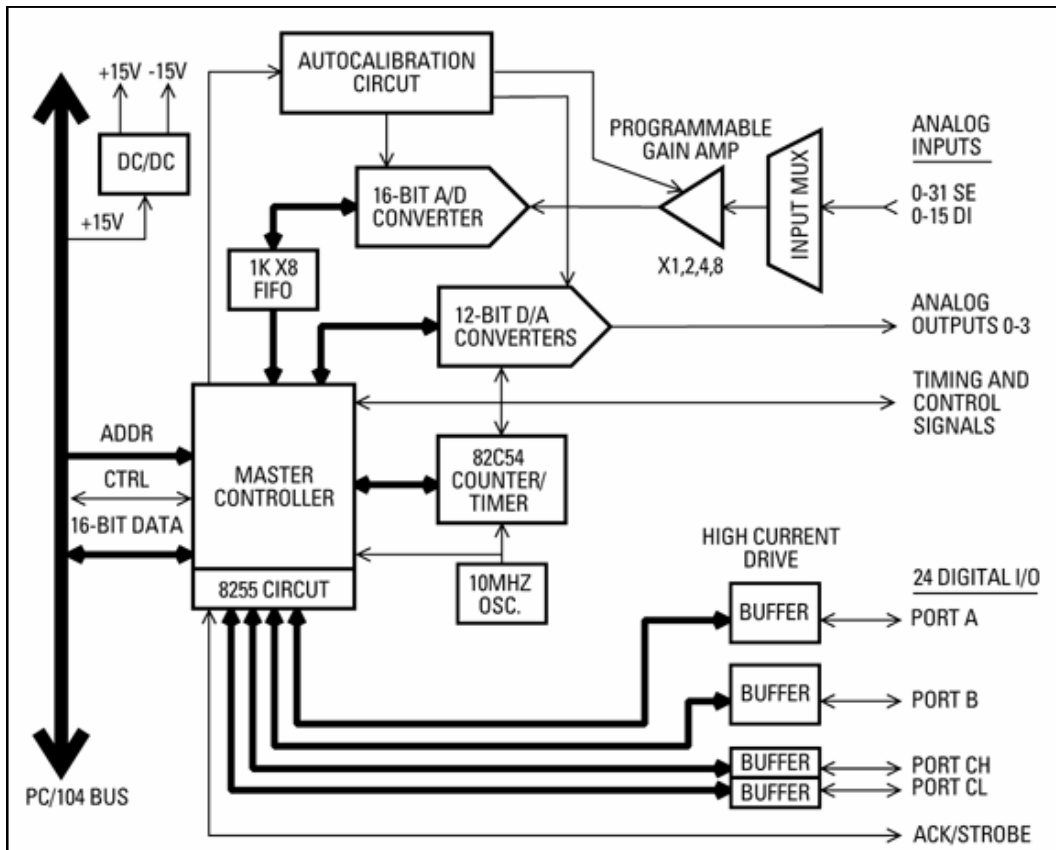 +15V -15V
DC/DC
+15V
AUTOCALIBRATION
CIRCUT
PROGRAMMABLE
GAIN AMP
X1,2,4,8
INPUT MUX
ANALOG
INPUTS
0-31 SE
0-15 DI
16-BIT A/D
CONVERTER
1K X8
FIFO
12-BIT D/A
CONVERTERS
ANALOG
OUTPUTS 0-3
TIMING AND
CONTROL
SIGNALS
ADDR
CTRL
16-BIT DATA
MASTER
CONTROLLER
8255 CIRCUT
82C54
COUNTER/
TIMER
10MHZ
OSC.
HIGH CURRENT
DRIVE
24 DIGITAL I/O
BUFFER
PORT A
BUFFER
PORT B
BUFFER
PORT CH
BUFFER
PORT CL
ACK/STROBE
PC/104 BUS